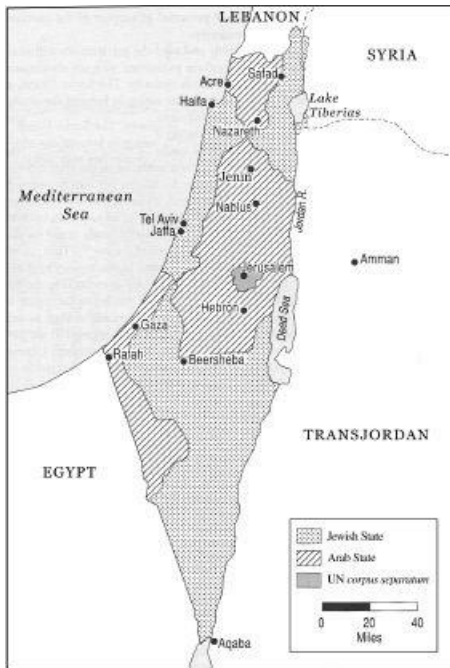 LEBANON
SYRIA
Safad
Acre
Haifa
Lake
Tiberias
Nazareth
Jenin
Mediterranean
Sea
Nablus
Jordan R.
Tel Aviv
Jaffa
Amman
Jerusalem
Hebron
Dead Sea
Gaza
Rafah
Beersheba
TRANSJORDAN
EGYPT
Jewish State
Arab State
UN corpus separatum
0 20 40
Miles
Aqaba